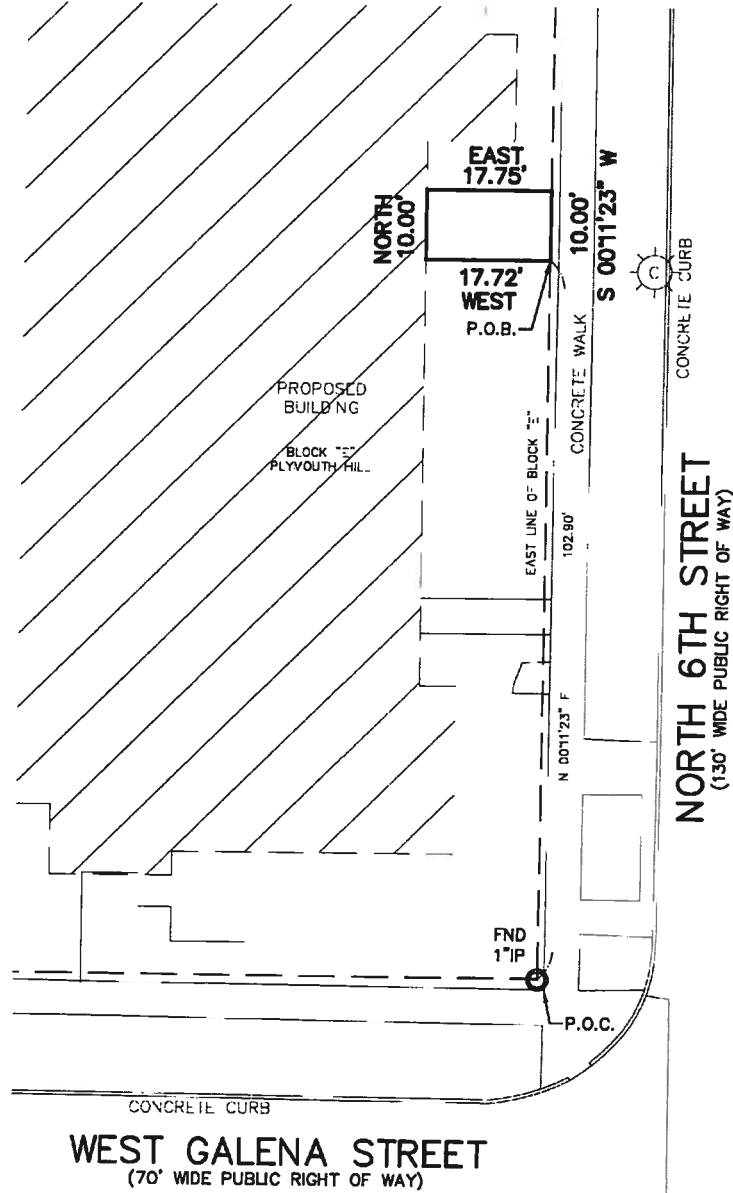 EAST
17.75'
NORTH
10.00'
10.00'
S 00°11'23" W
17.72'
WEST
P.O.B.
C
CONCRETE CURB
CONCRETE WALK
PROPOSED
BUILDING
BLOCK "E"
PLYVOUTH HILL
EAST LINE OF BLOCK "E"
102.90'
N 00°11'23" E
NORTH 6TH STREET
(130' WIDE PUBLIC RIGHT OF WAY)
FND
1"IP
P.O.C.
CONCRETE CURB
WEST GALENA STREET
(70' WIDE PUBLIC RIGHT OF WAY)